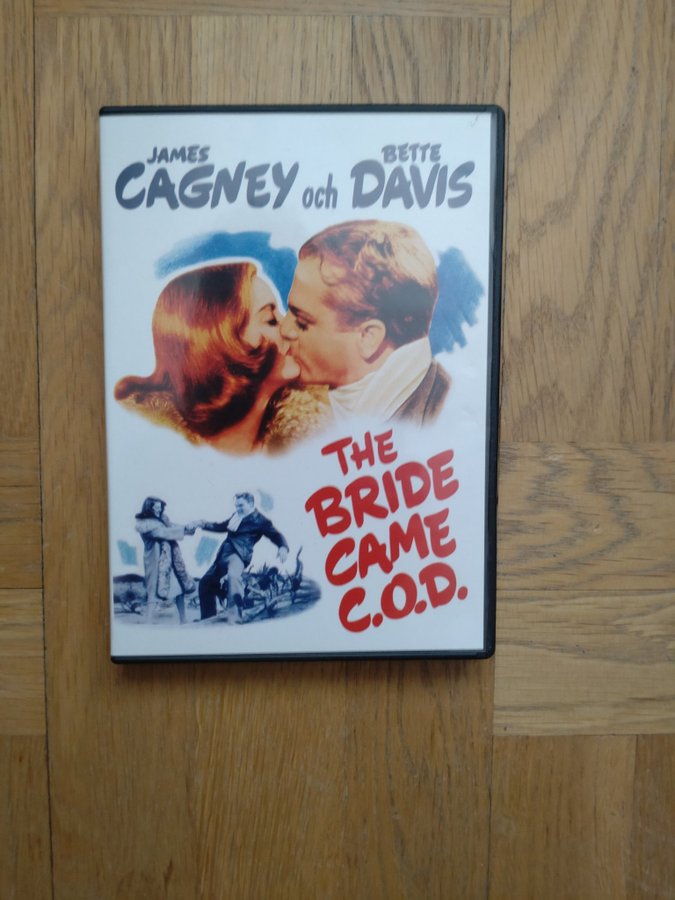 JAMES BETTE
CAGNEY och DAVIS
THE
BRIDE
CAME
C.O.D.